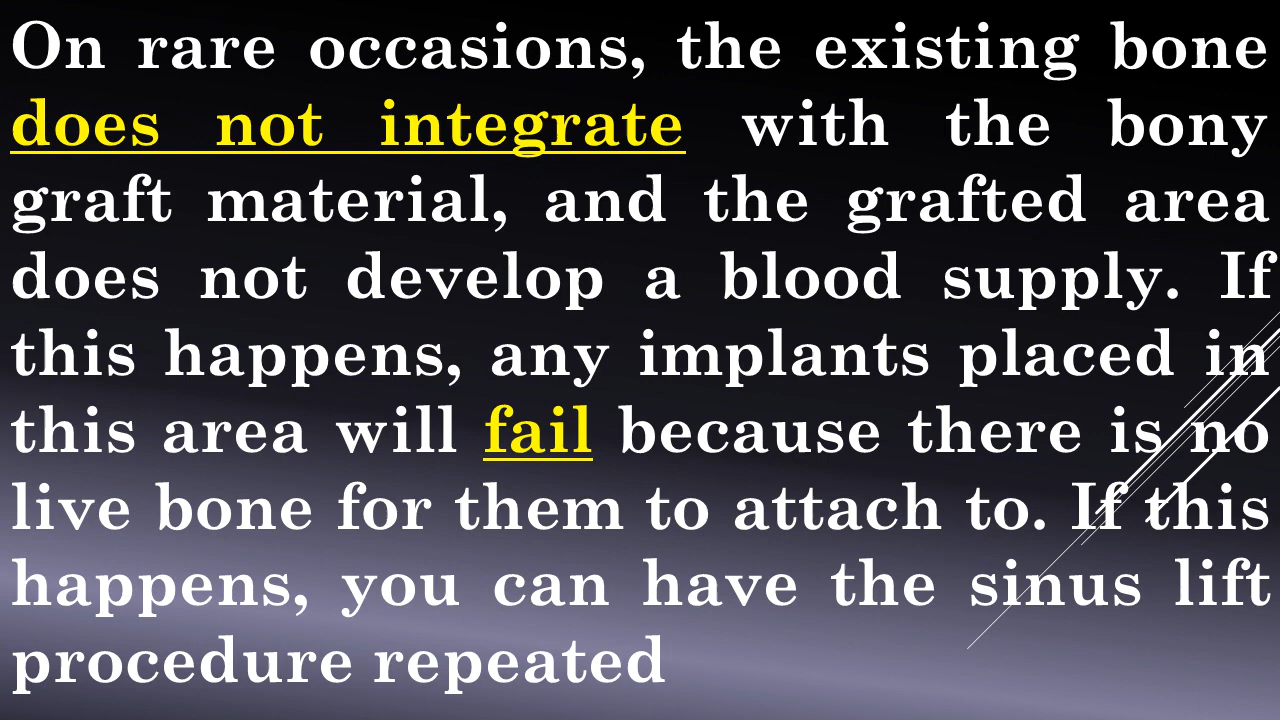 On rare occasions, the existing bone
does not integrate with the bony
graft material, and the grafted area
does not develop a blood supply. If
this happens, any implants placed in
this area will fail because there is no
live bone for them to attach to. If this
happens, you can have the sinus lift
procedure repeated